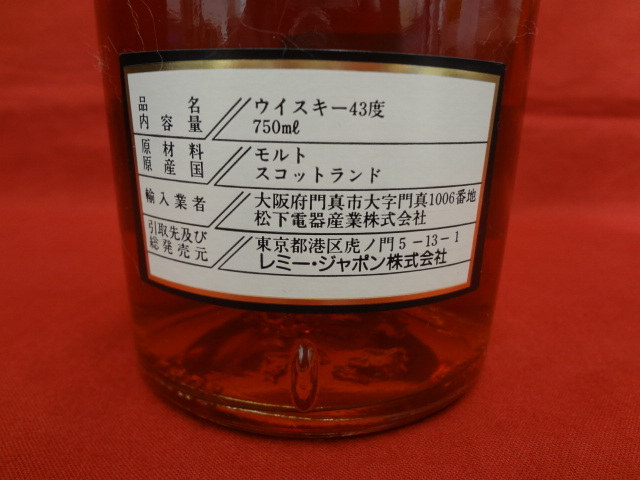 品名 ウイスキー43度
内容量 750mℓ
原材料 モルト
原産国 スコットランド
輸入業者 大阪府門真市大字門真1006番地
松下電器産業株式会社
引取先及び 東京都港区虎ノ門5-13-1
総発売元 レミー・ジャポン株式会社